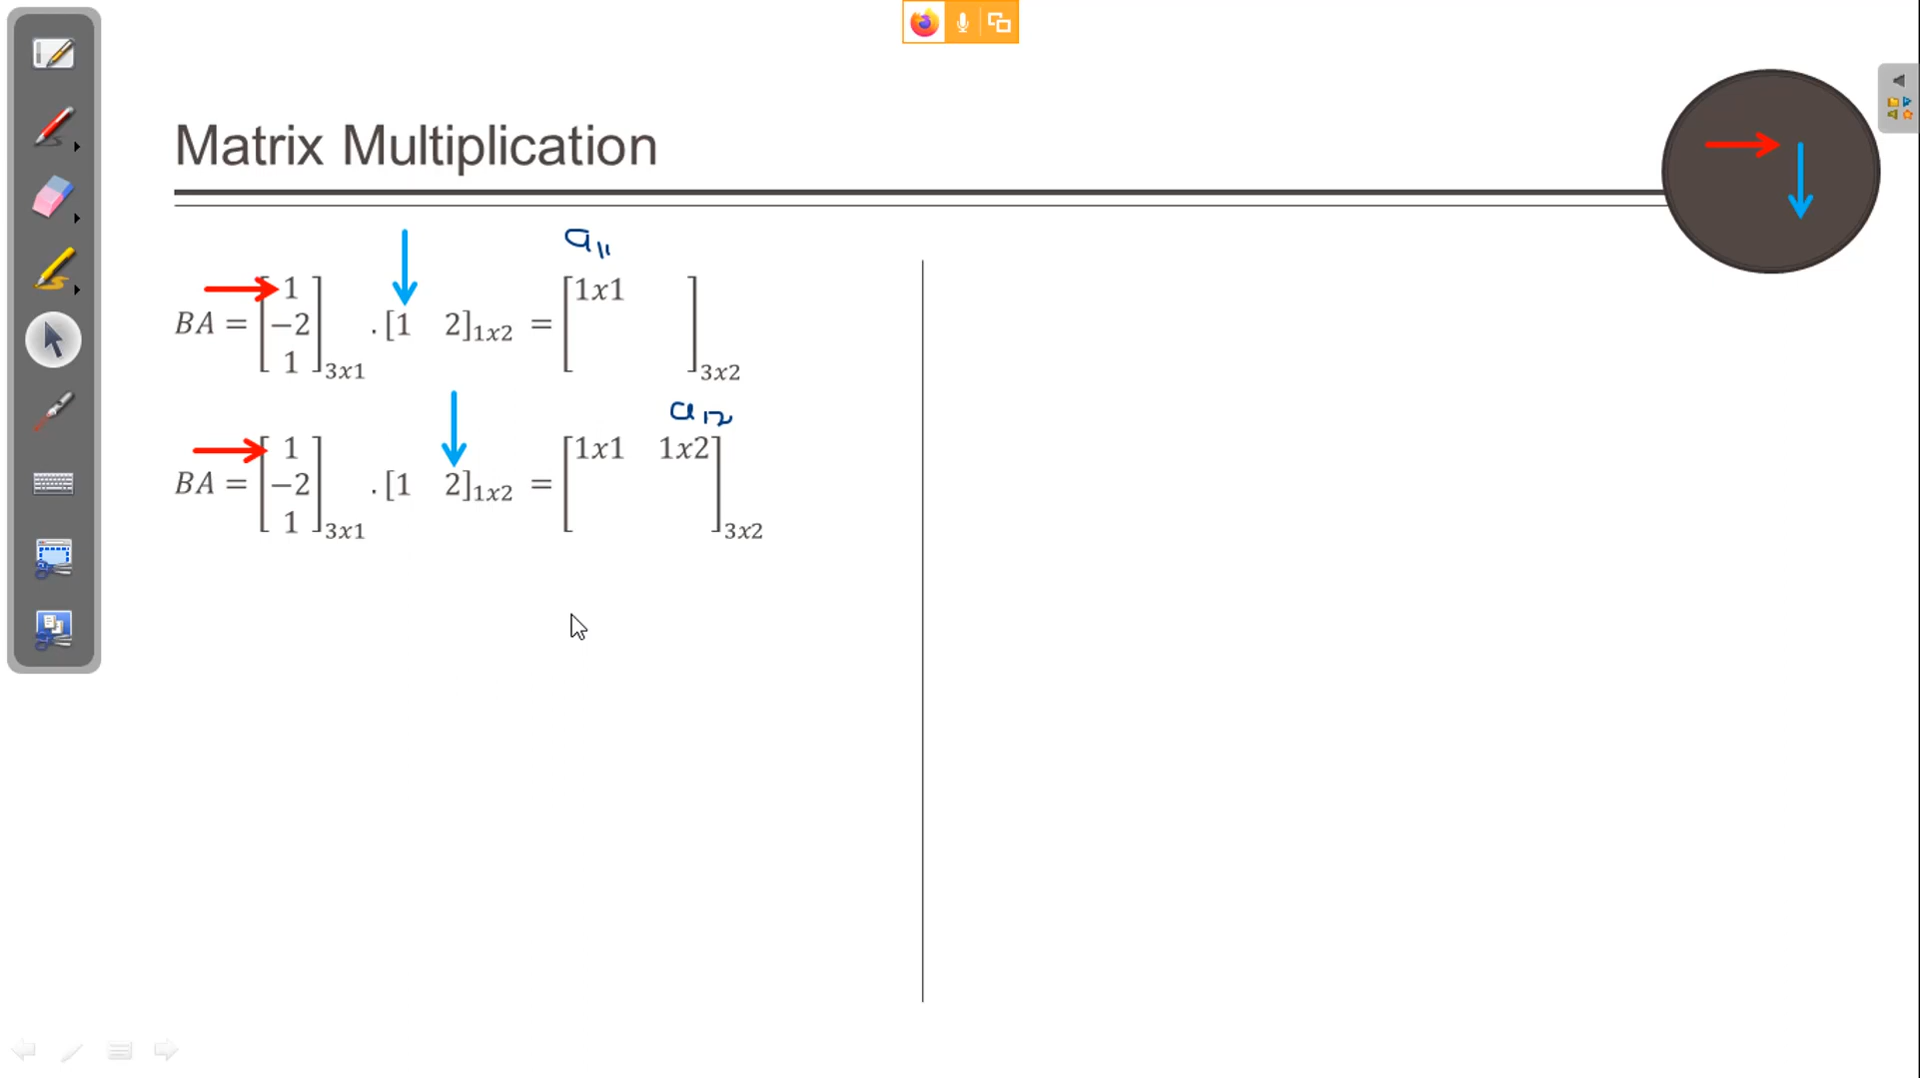 Matrix Multiplication
a₁₁
BA = [1 −2 1]₃ₓ₁ . [1 2]₁ₓ₂ = [1x1 ]₃ₓ₂
a₁₂
BA = [1 −2 1]₃ₓ₁ . [1 2]₁ₓ₂ = [1x1 1x2]₃ₓ₂